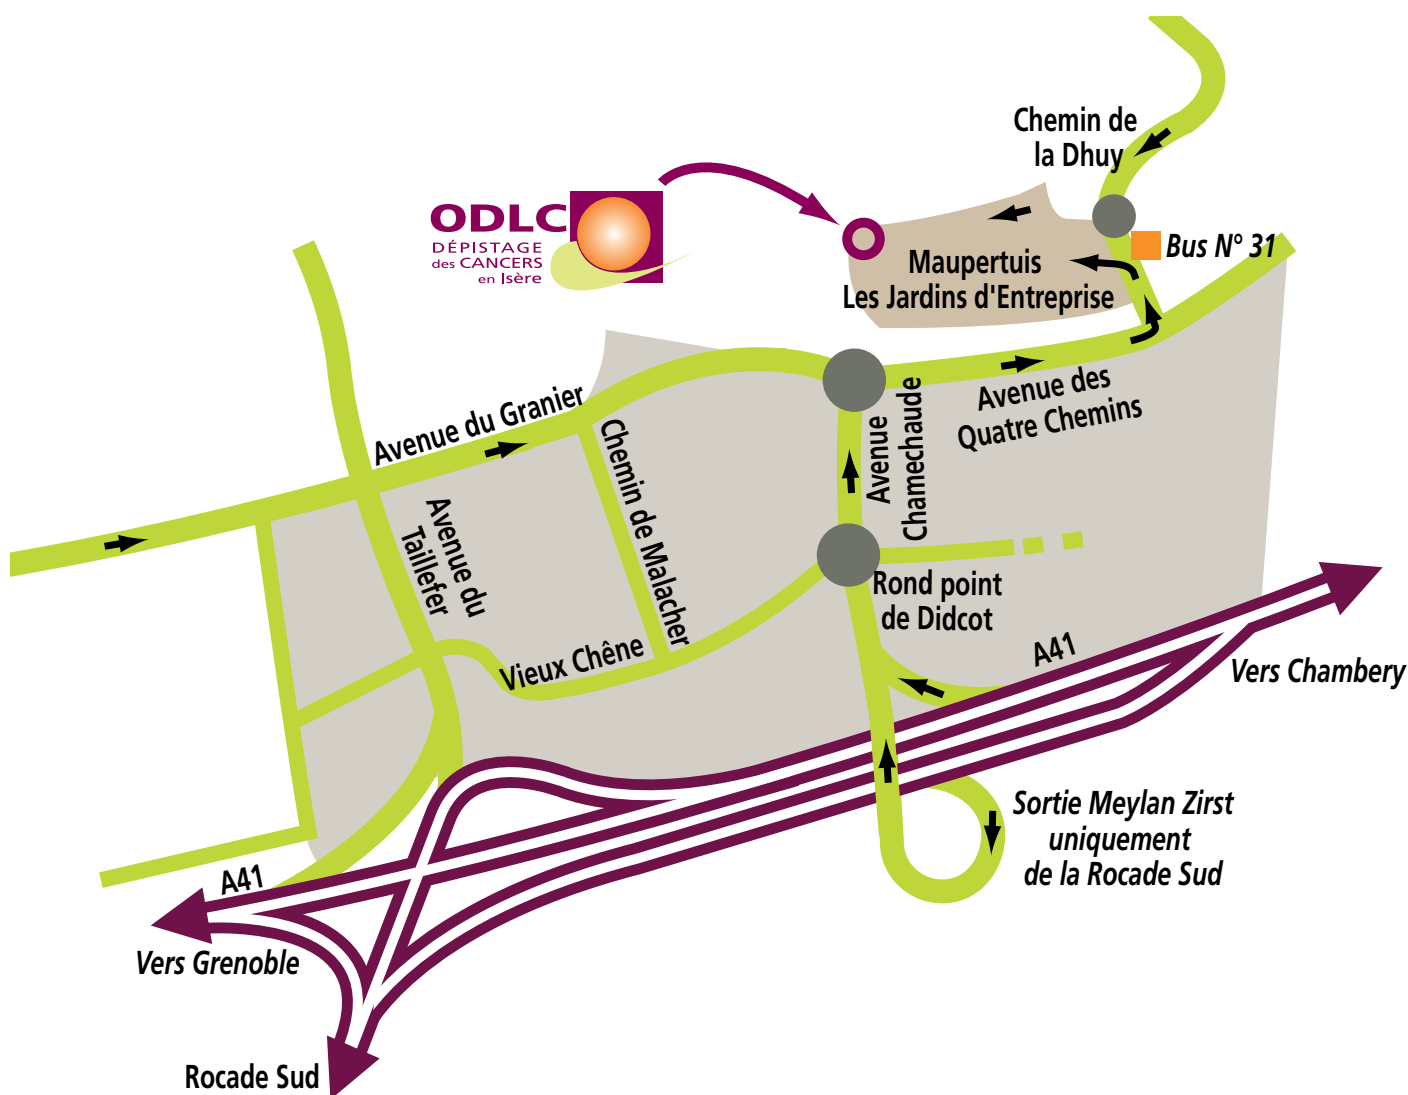 Chemin de
la Dhuy
ODLC
DÉPISTAGE
des CANCERS
en Isère
Bus N° 31
Maupertuis
Les Jardins d'Entreprise
Avenue du Granier
Avenue des
Quatre Chemins
Avenue
Chamechaude
Chemin de Malacher
Avenue du
Taillefer
Rond point
de Didcot
Vieux Chêne
A41
Vers Chambery
Sortie Meylan Zirst
uniquement
de la Rocade Sud
A41
Vers Grenoble
Rocade Sud